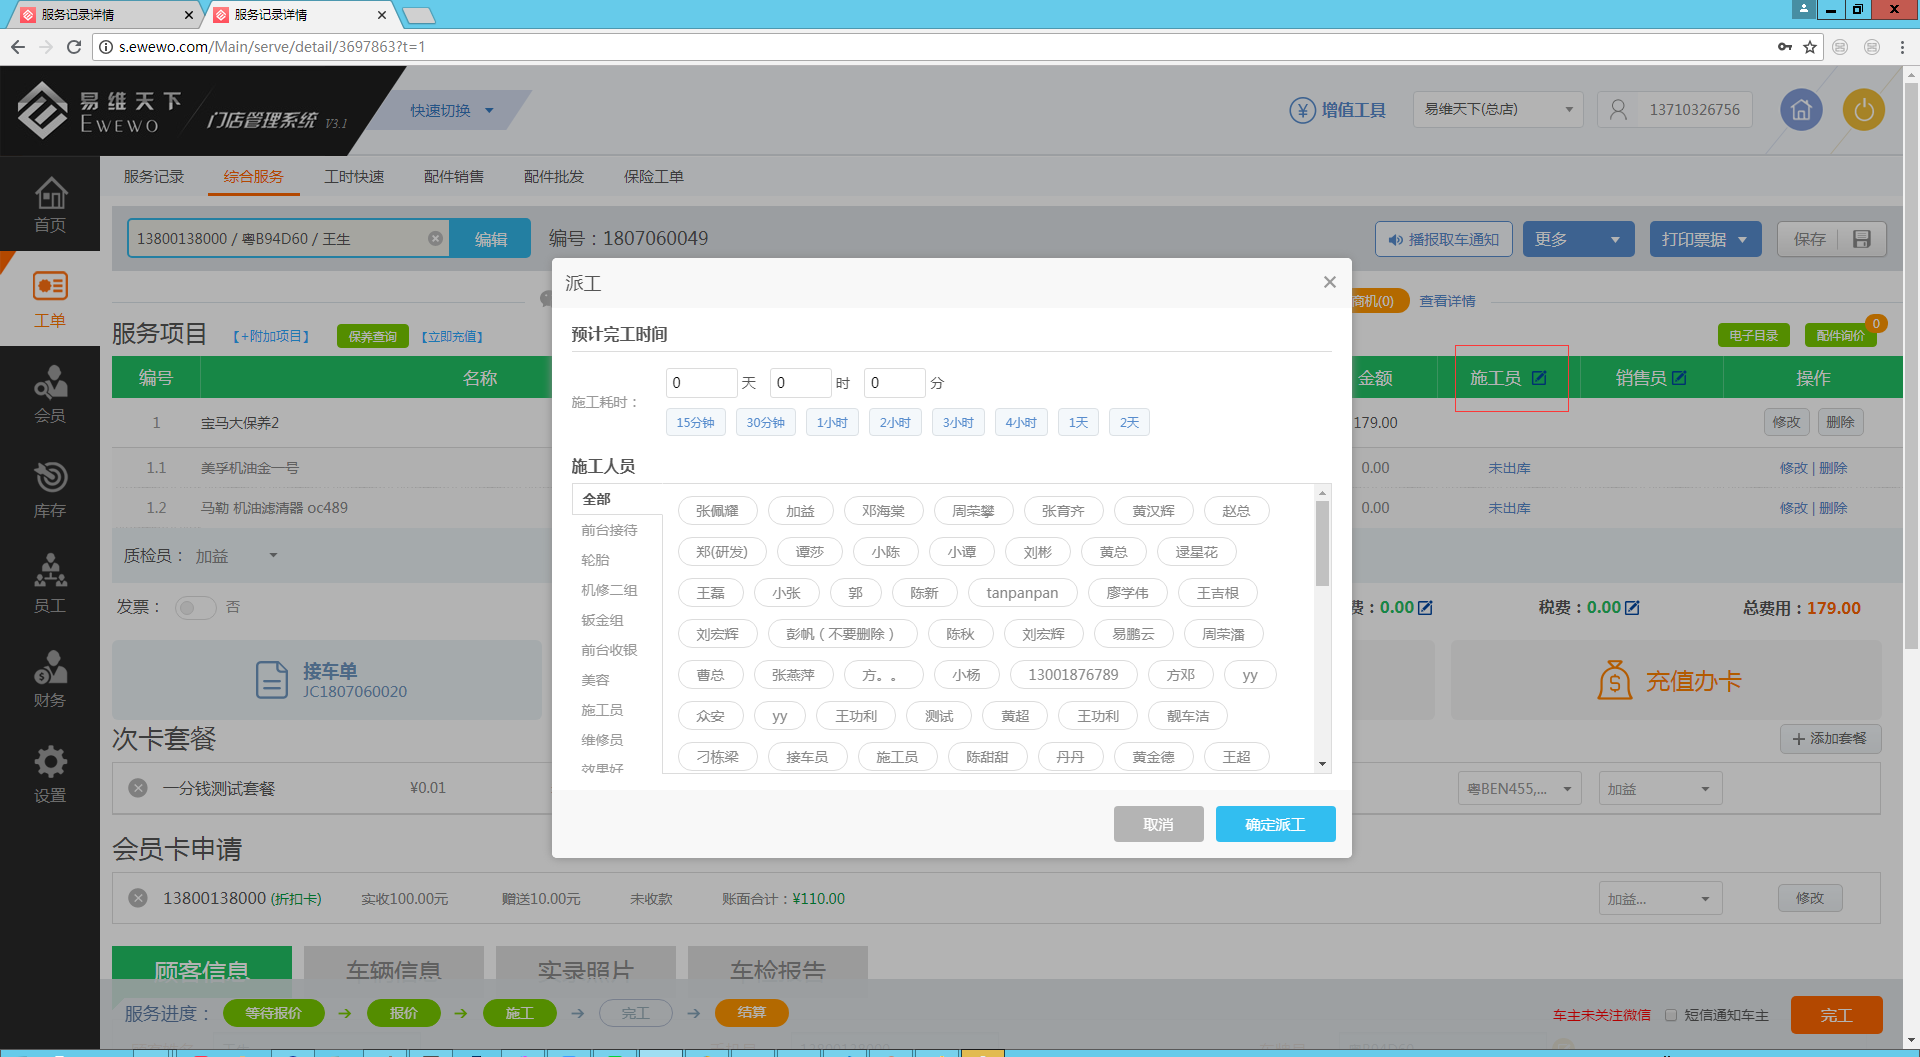 服务记录详情 服务记录详情
s.ewewo.com/Main/serve/detail/3697863?t=1
易维天下 EWEWO 门店管理系统 V3.1 快速切换 增值工具 易维天下(总店) 13710326756
服务记录 综合服务 工时快速 配件销售 配件批发 保险工单
首页
工单
会员
库存
员工
财务
设置
13800138000 / 粤B94D60 / 王生 编辑 编号：1807060049 播报取车通知 更多 打印票据 保存
商机(0) 查看详情
服务项目 【+附加项目】 保养查询 【立即充值】 电子目录 配件询价 0
编号 名称 金额 施工员 销售员 操作
1 宝马大保养2 179.00 修改 删除
1.1 美孚机油金一号 0.00 未出库 修改 | 删除
1.2 马勒 机油滤清器 oc489 0.00 未出库 修改 | 删除
质检员： 加益
发票： 否 费：0.00 税费：0.00 总费用：179.00
接车单
JC1807060020
充值办卡
次卡套餐 添加套餐
一分钱测试套餐 ¥0.01 粤BEN455,... 加益
会员卡申请
13800138000 (折扣卡) 实收100.00元 赠送10.00元 未收款 账面合计：¥110.00 加益... 修改
顾客信息 车辆信息 实录照片 车检报告
服务进度： 等待报价 报价 施工 完工 结算 车主未关注微信 短信通知车主 完工
派工
预计完工时间
施工耗时： 0 天 0 时 0 分
15分钟 30分钟 1小时 2小时 3小时 4小时 1天 2天
施工人员
全部
前台接待
轮胎
机修二组
钣金组
前台收银
美容
施工员
维修员
效果好
张佩耀 加益 邓海棠 周荣攀 张育齐 黄汉辉 赵总
郑(研发) 谭莎 小陈 小谭 刘彬 黄总 逯星花
王磊 小张 郭 陈新 tanpanpan 廖学伟 王吉根
刘宏辉 彭帆（不要删除） 陈秋 刘宏辉 易鹏云 周荣潘
曹总 张燕萍 方。。 小杨 13001876789 方邓 yy
众安 yy 王功利 测试 黄超 王功利 靓车洁
刁栋梁 接车员 施工员 陈甜甜 丹丹 黄金德 王超
取消 确定派工